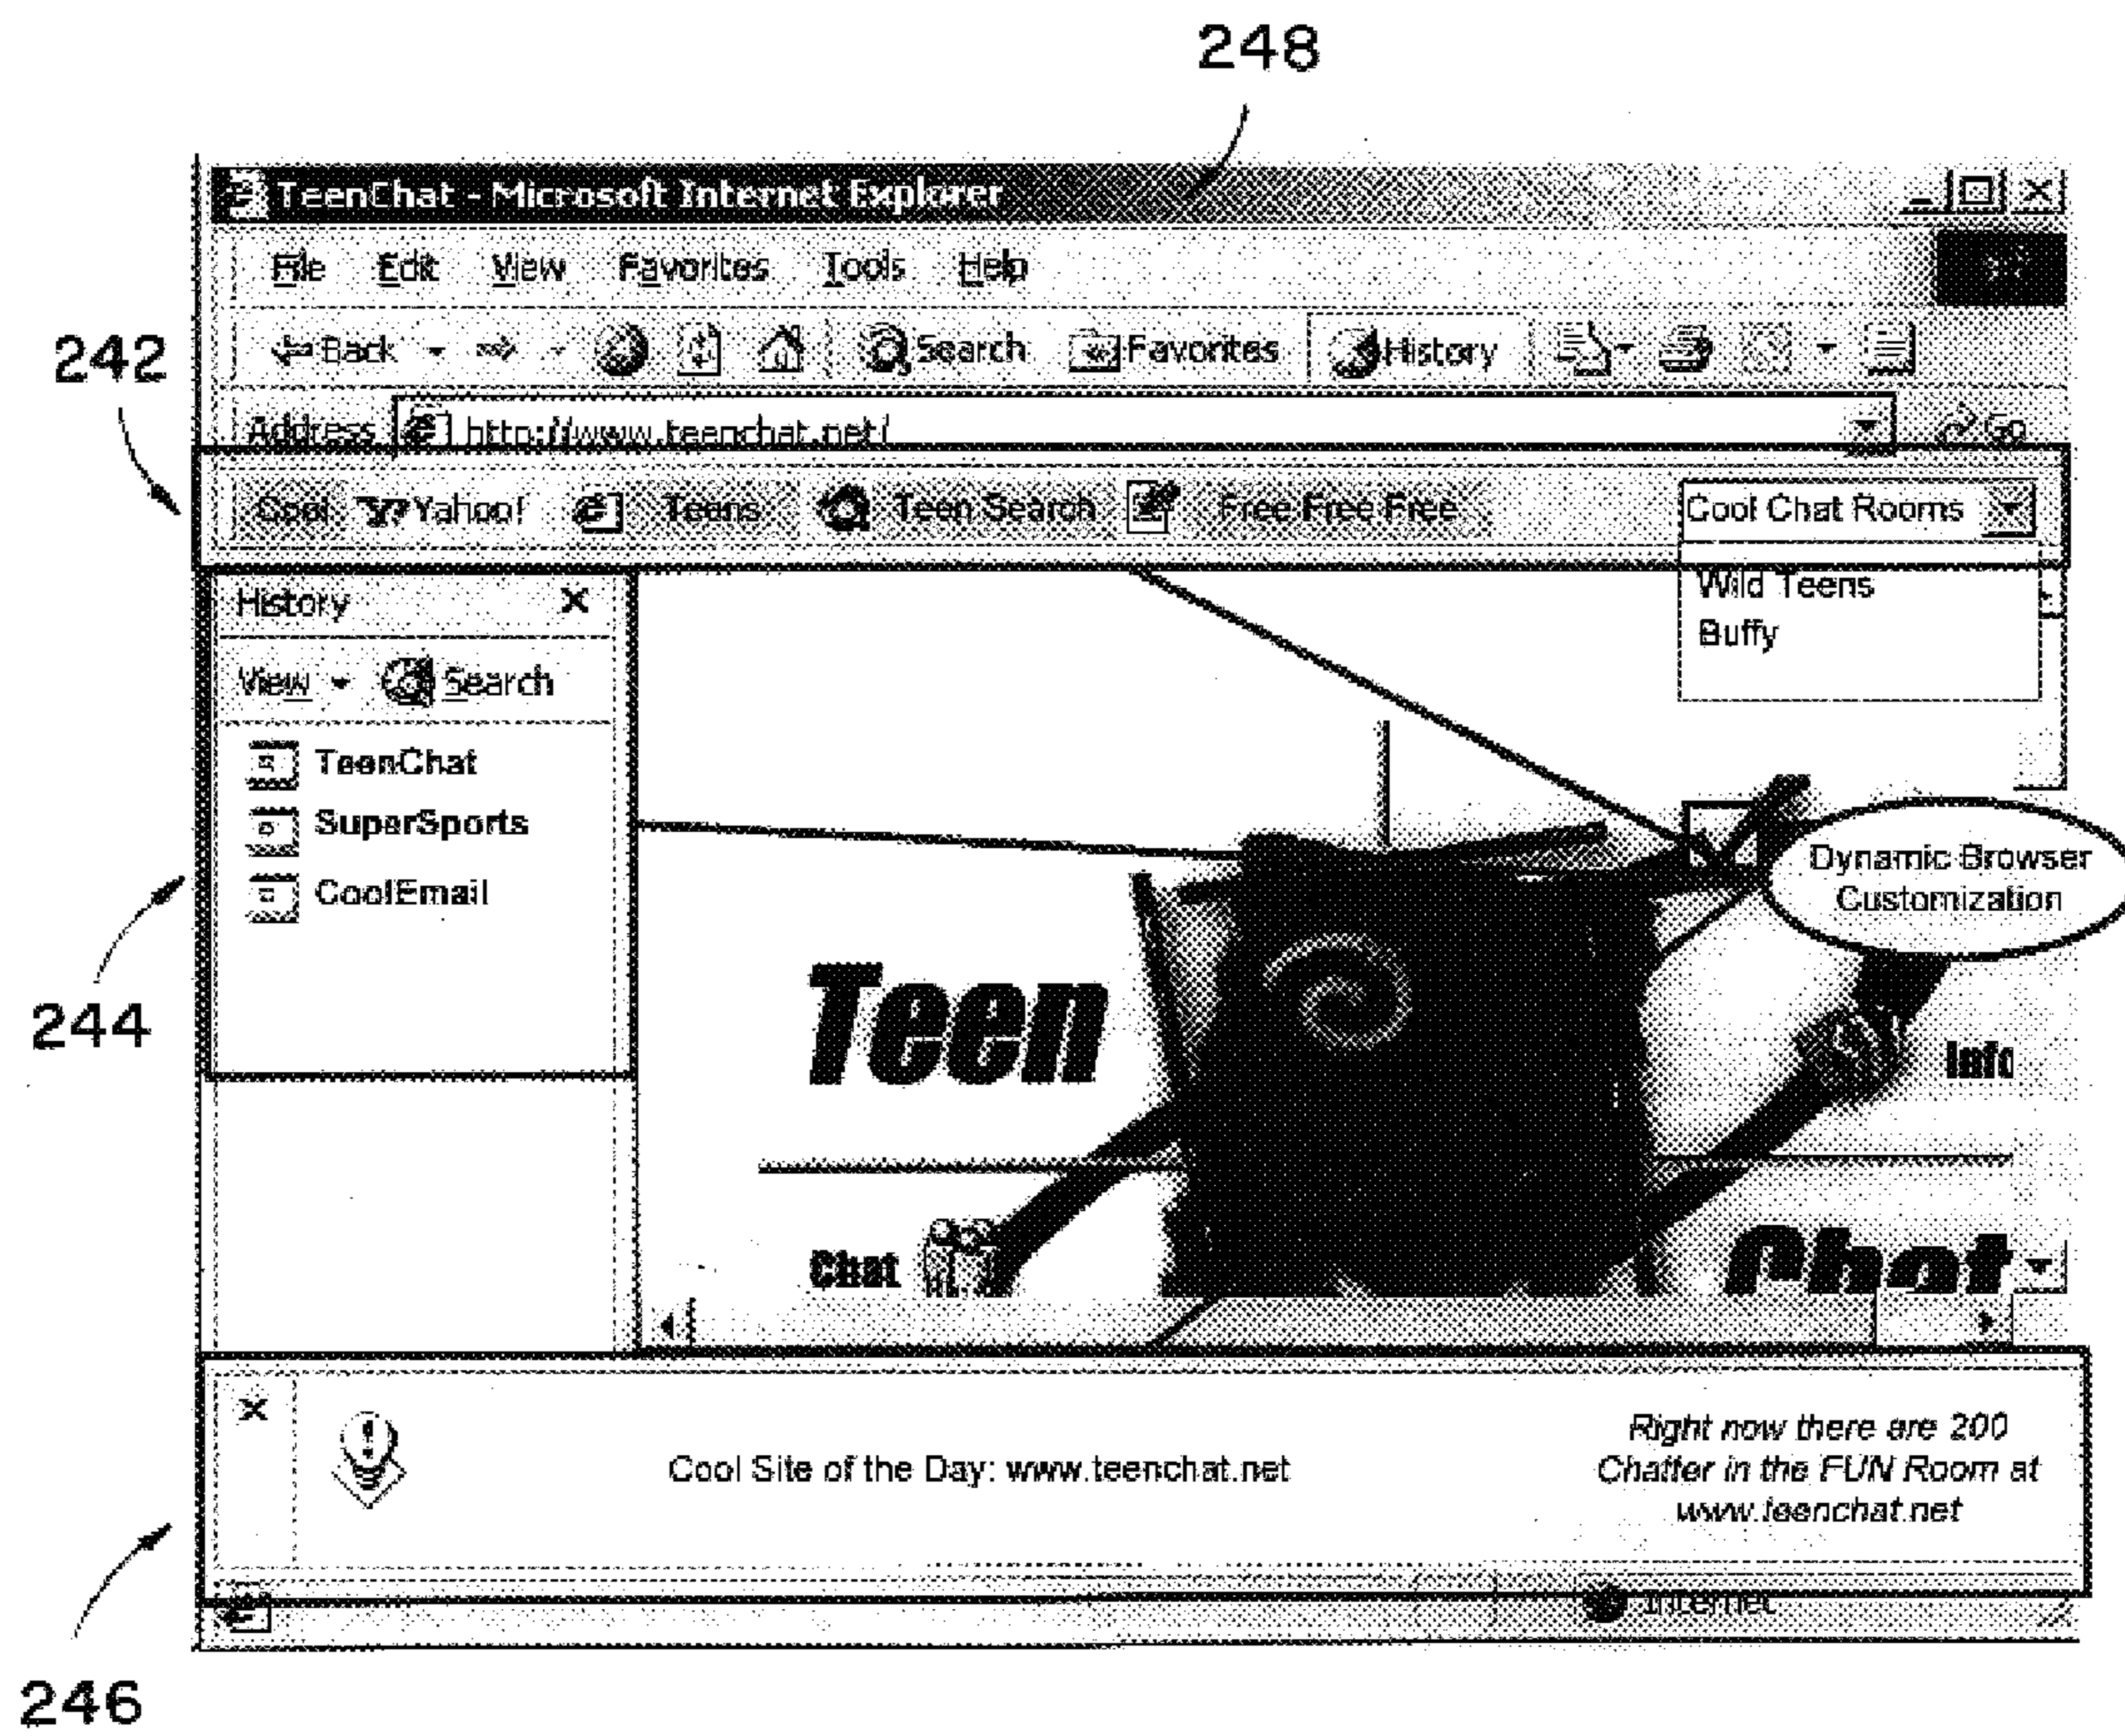 248
TeenChat - Microsoft Internet Explorer
File Edit View Favorites Tools Help
242
Back Search Favorites History
Address http://www.teenchat.net/ Go
Cool Yahoo! Teens Teen Search Free Free Free Cool Chat Rooms
Wild Teens
Buffy
History x
View Search
TeenChat
SuperSports
CoolEmail
244
Dynamic Browser
Customization
Teen
Info
Chat
Chat
x
Cool Site of the Day: www.teenchat.net
Right now there are 200
Chatter in the FUN Room at
www.teenchat.net
Internet
246